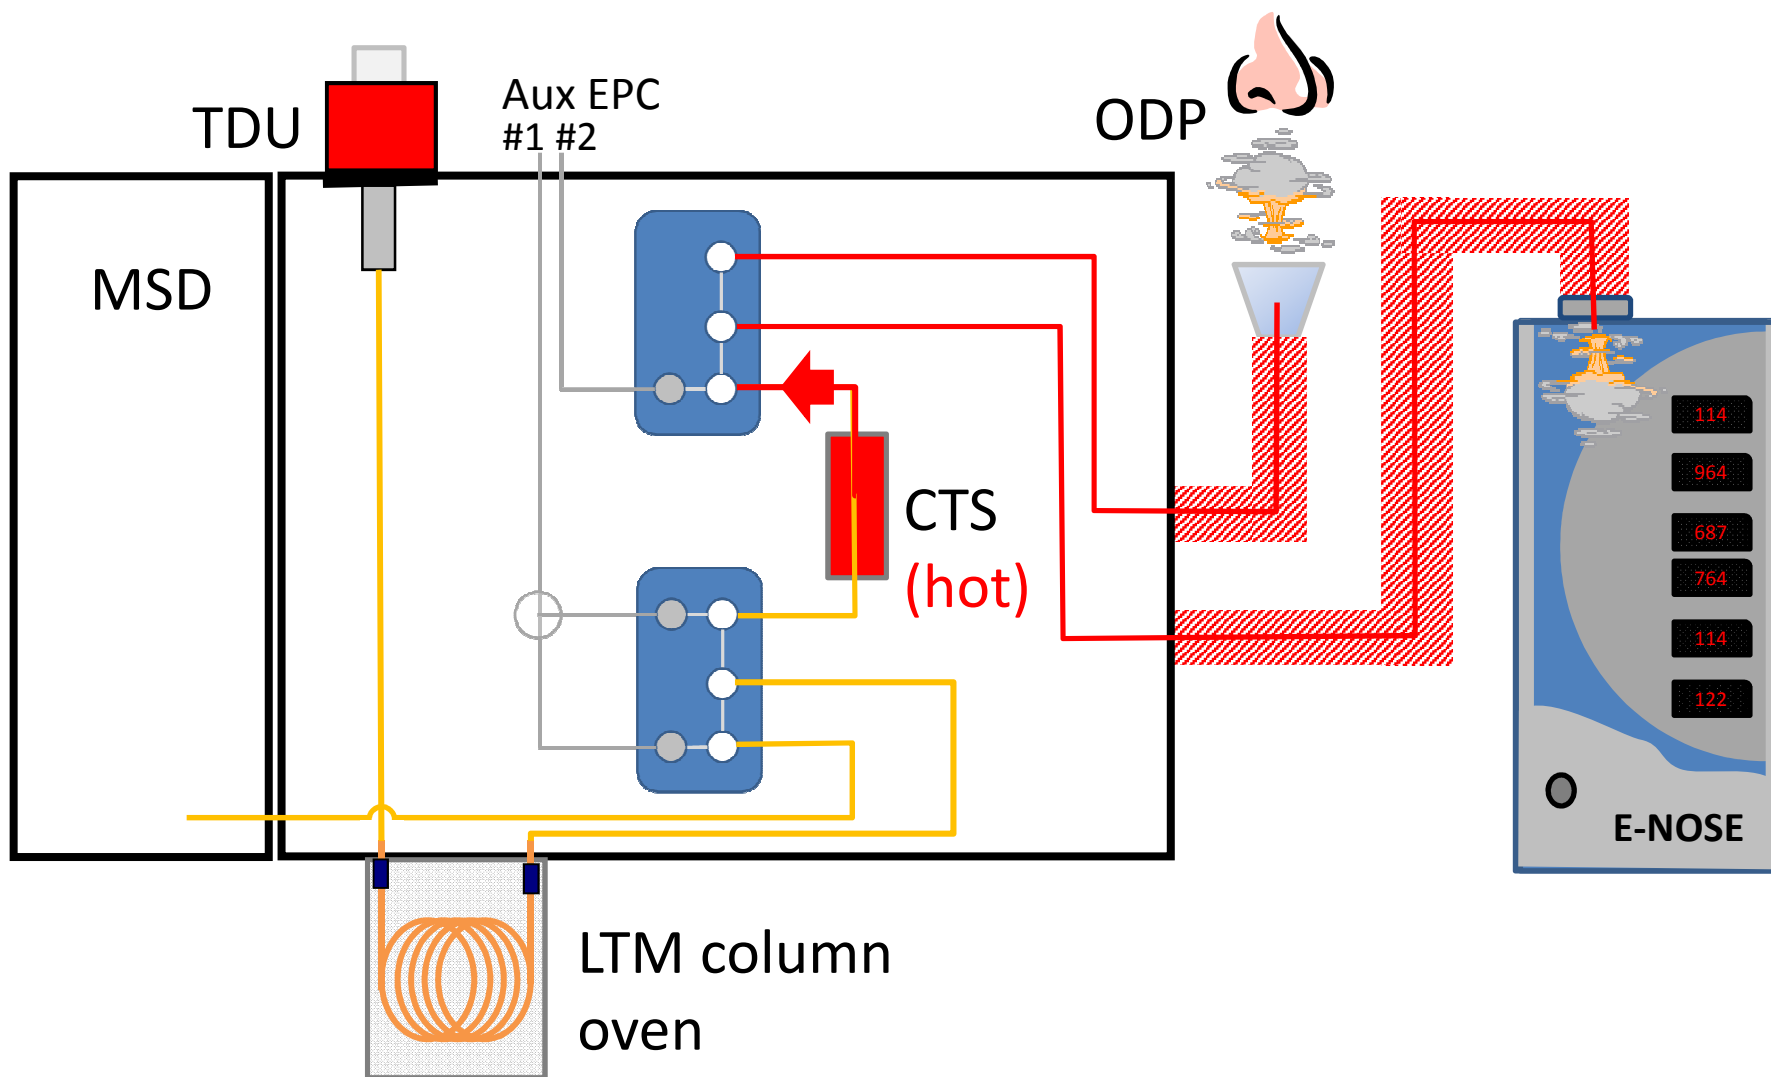 TDU
Aux EPC
#1 #2
ODP
MSD
CTS
(hot)
114
964
687
764
114
122
E-NOSE
LTM column
oven